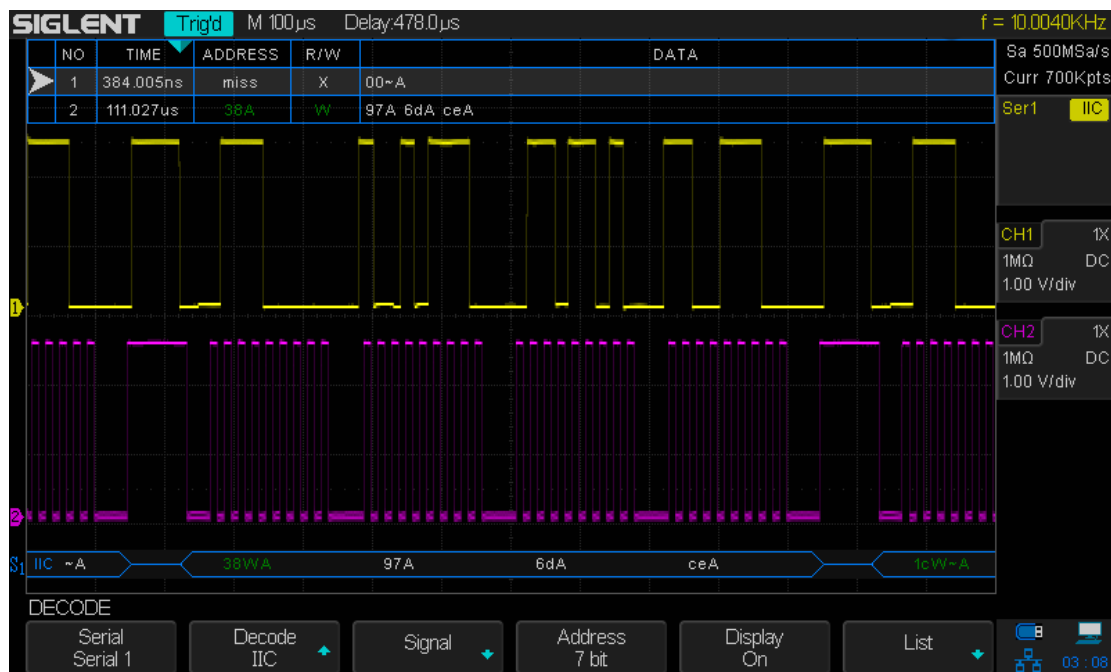 SIGLENT Trig'd M 100µs Delay:478.0µs f = 10.0040KHz
Sa 500MSa/s
Curr 700Kpts
NO TIME ADDRESS R/W DATA
1 384.005ns miss X 00~A
2 111.027us 38A W 97A 6dA ceA
Ser1 IIC
CH1 1X
1MΩ DC
1.00 V/div
1
CH2 1X
1MΩ DC
1.00 V/div
2
S1 IIC ~A 38WA 97A 6dA ceA 1cW~A
DECODE
Serial
Serial 1
Decode
IIC
Signal
Address
7 bit
Display
On
List
03 : 08